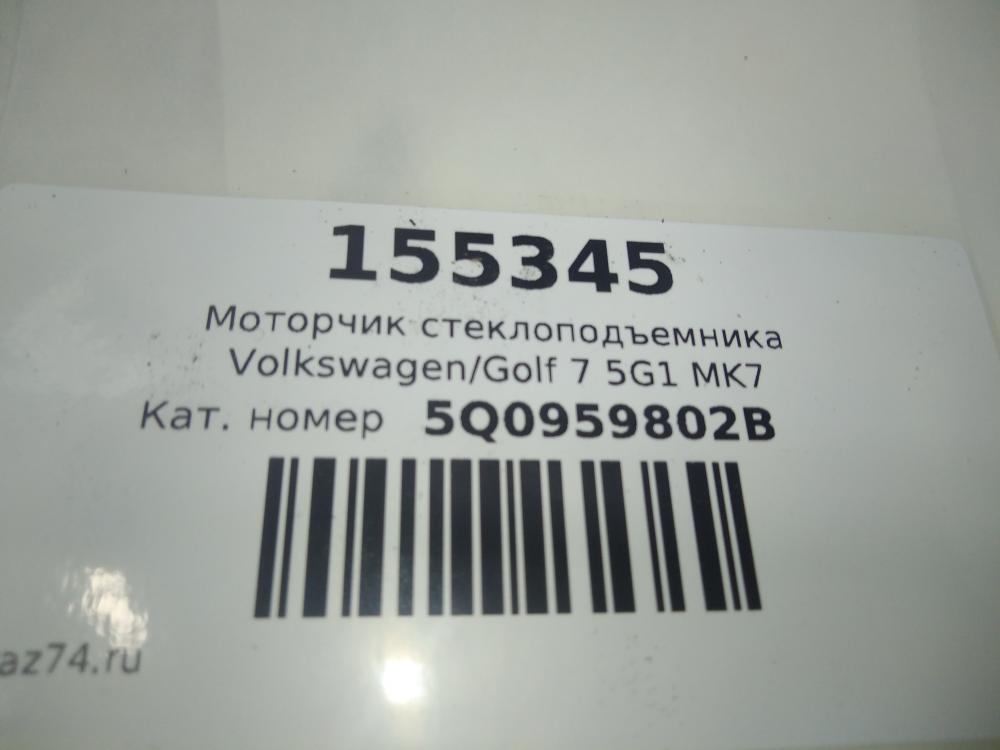 155345
Моторчик стеклоподъемника
Volkswagen/Golf 7 5G1 MK7
Кат. номер 5Q0959802B
az74.ru